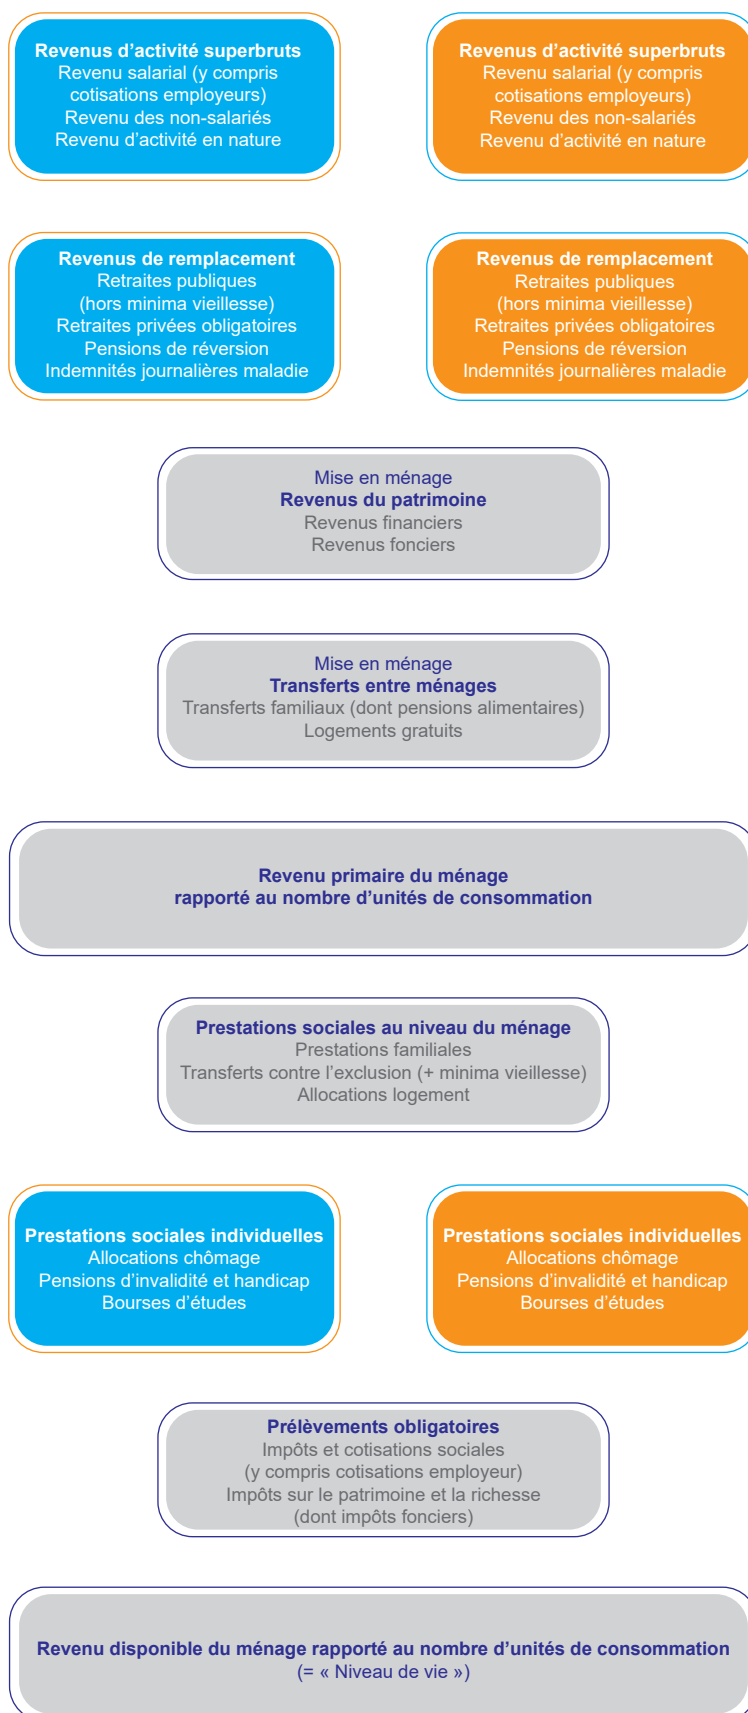 Revenus d'activité superbruts
Revenu salarial (y compris
cotisations employeurs)
Revenu des non-salariés
Revenu d'activité en nature
Revenus d'activité superbruts
Revenu salarial (y compris
cotisations employeurs)
Revenu des non-salariés
Revenu d'activité en nature
Revenus de remplacement
Retraites publiques
(hors minima vieillesse)
Retraites privées obligatoires
Pensions de réversion
Indemnités journalières maladie
Revenus de remplacement
Retraites publiques
(hors minima vieillesse)
Retraites privées obligatoires
Pensions de réversion
Indemnités journalières maladie
Mise en ménage
Revenus du patrimoine
Revenus financiers
Revenus fonciers
Mise en ménage
Transferts entre ménages
Transferts familiaux (dont pensions alimentaires)
Logements gratuits
Revenu primaire du ménage
rapporté au nombre d'unités de consommation
Prestations sociales au niveau du ménage
Prestations familiales
Transferts contre l'exclusion (+ minima vieillesse)
Allocations logement
Prestations sociales individuelles
Allocations chômage
Pensions d'invalidité et handicap
Bourses d'études
Prestations sociales individuelles
Allocations chômage
Pensions d'invalidité et handicap
Bourses d'études
Prélèvements obligatoires
Impôts et cotisations sociales
(y compris cotisations employeur)
Impôts sur le patrimoine et la richesse
(dont impôts fonciers)
Revenu disponible du ménage rapporté au nombre d'unités de consommation
(= « Niveau de vie »)